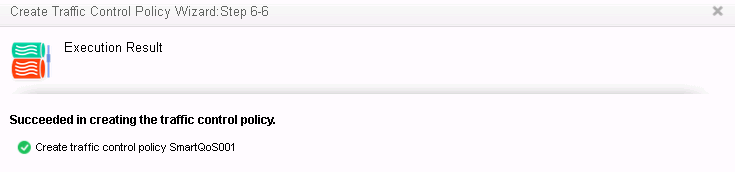 Create Traffic Control Policy Wizard:Step 6-6
Execution Result
Succeeded in creating the traffic control policy.
Create traffic control policy SmartQoS001